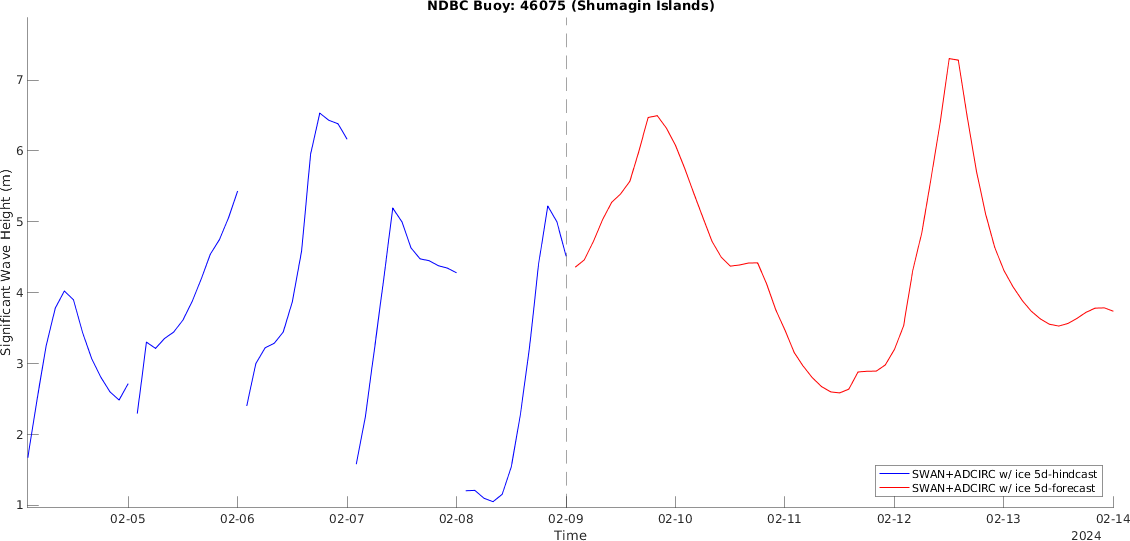 NDBC Buoy: 46075 (Shumagin Islands)
Significant Wave Height (m)
7
6
5
4
3
2
1
SWAN+ADCIRC w/ ice 5d-hindcast
SWAN+ADCIRC w/ ice 5d-forecast
02-05 02-06 02-07 02-08 02-09 02-10 02-11 02-12 02-13 02-14
Time
2024